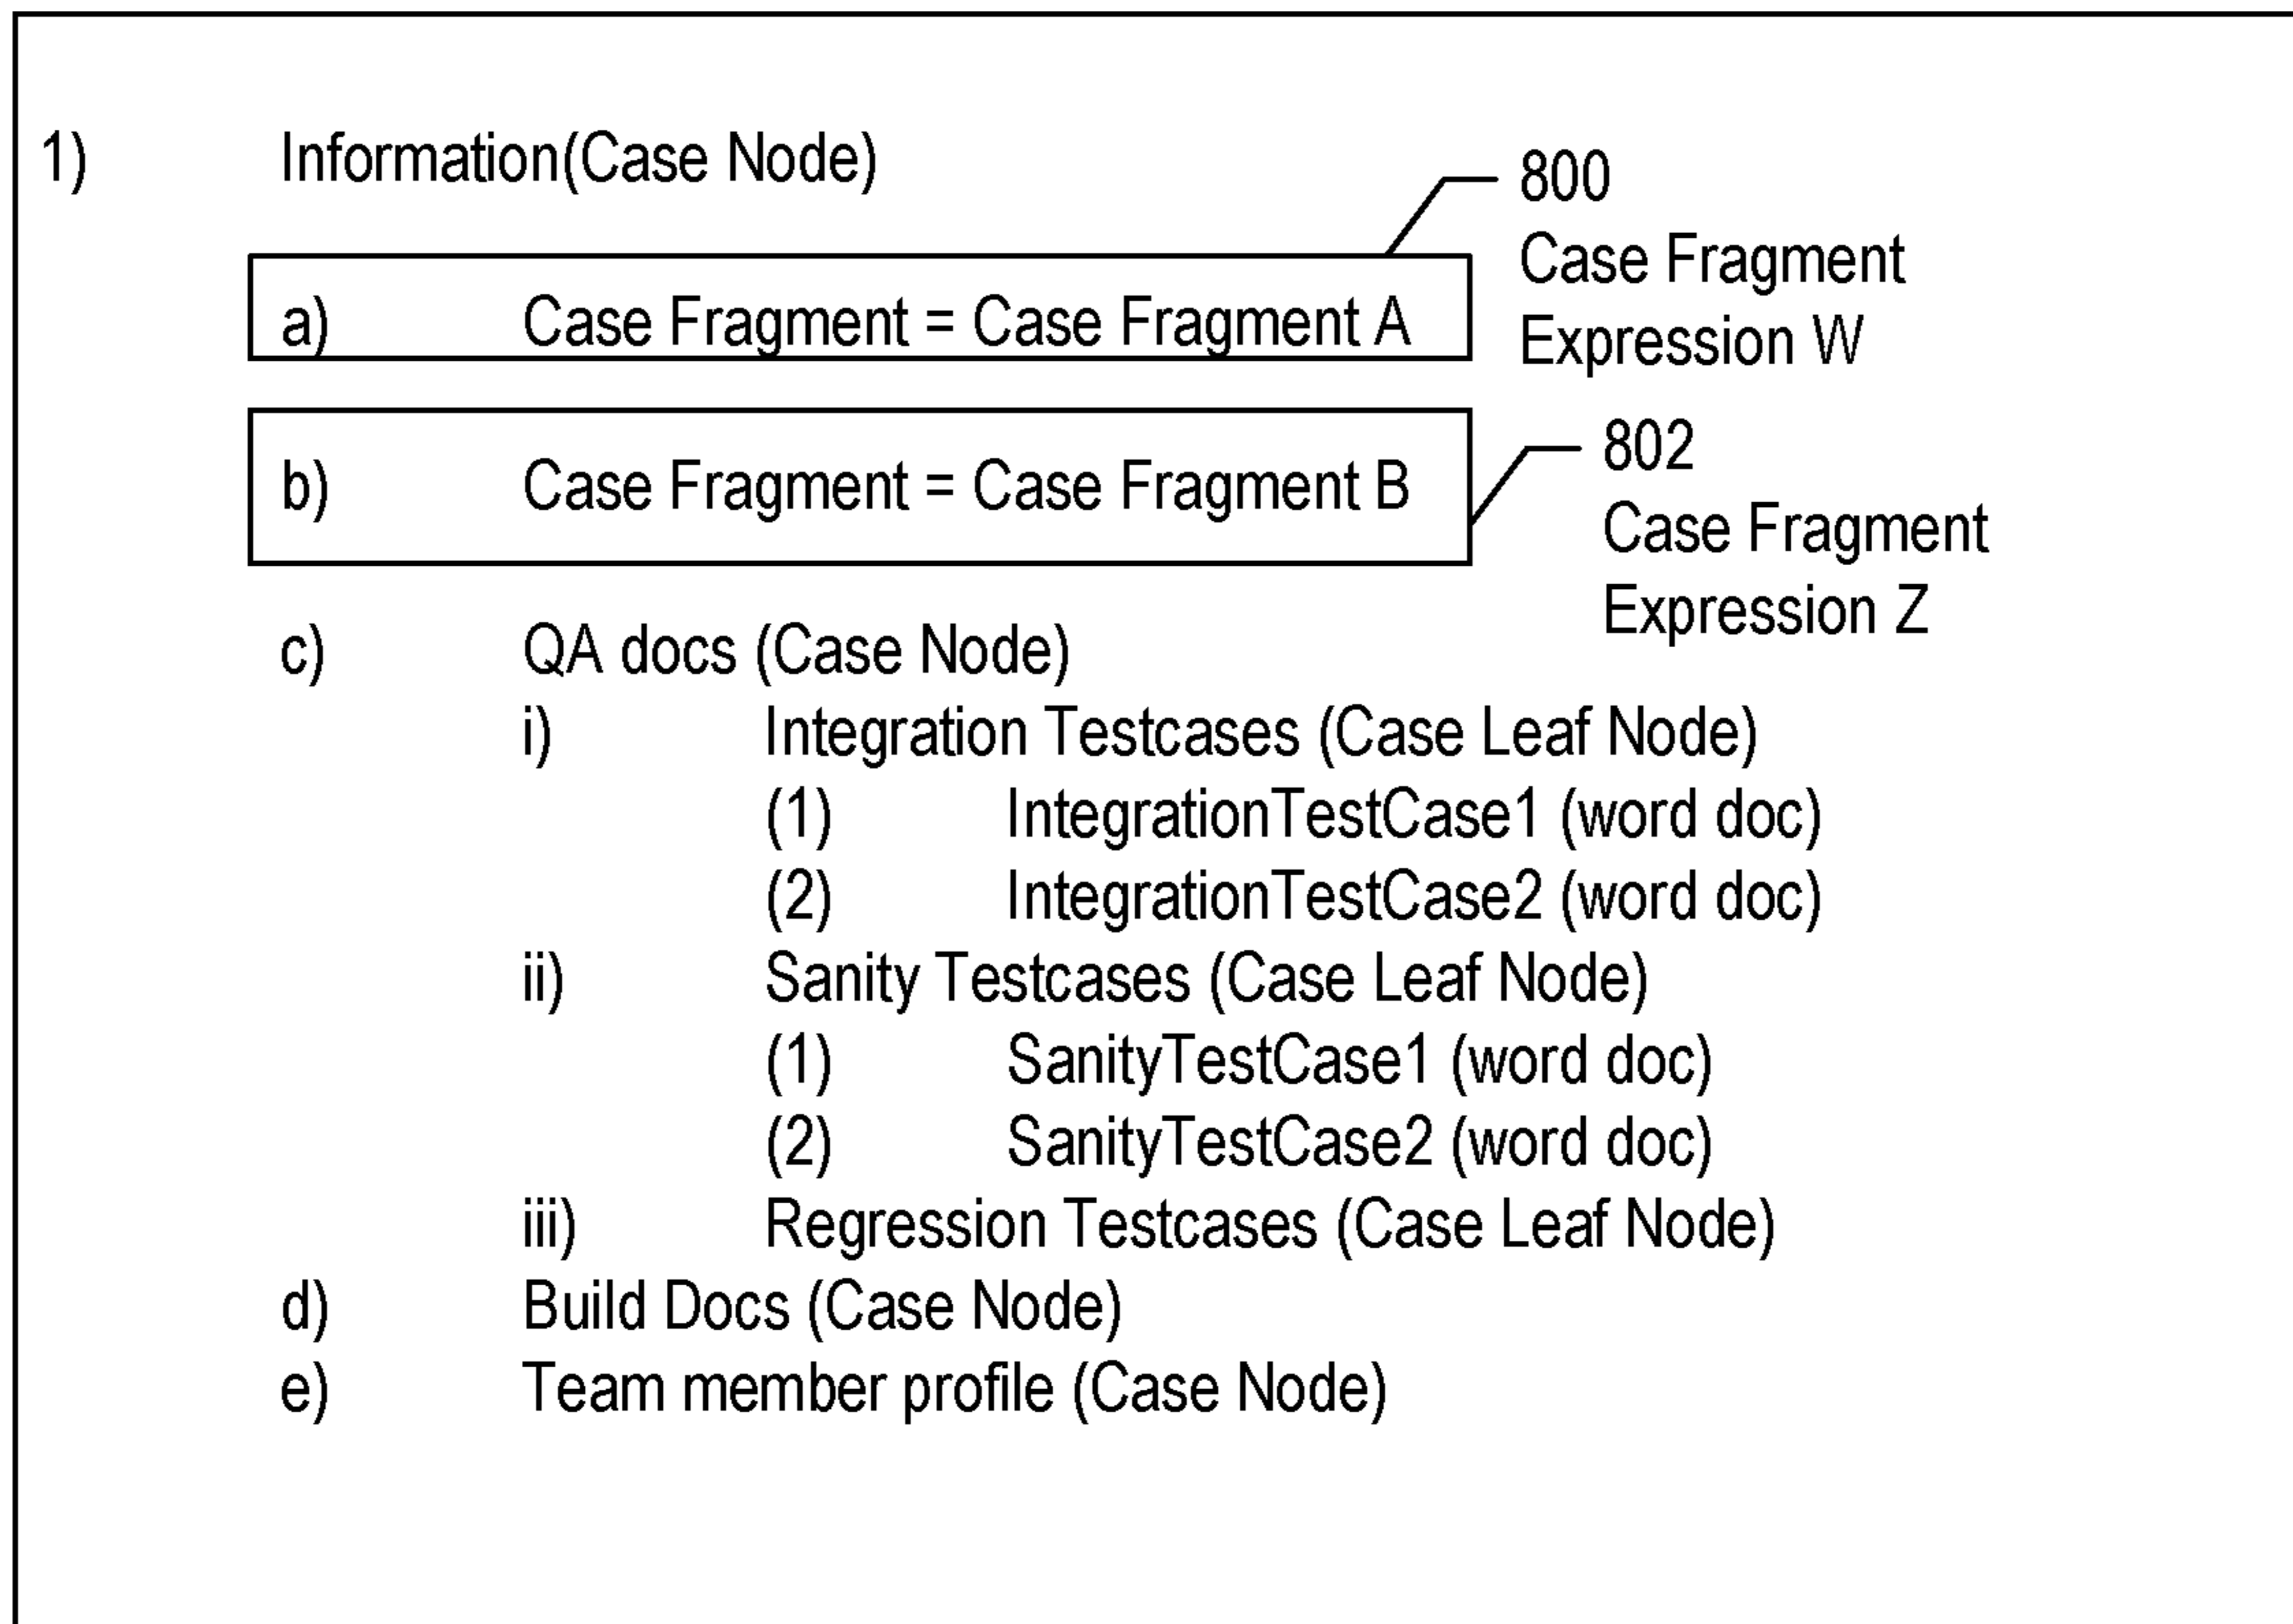 1) Information(Case Node)
800
Case Fragment
Expression W
a) Case Fragment = Case Fragment A
b) Case Fragment = Case Fragment B
802
Case Fragment
Expression Z
c) QA docs (Case Node)
i) Integration Testcases (Case Leaf Node)
(1) IntegrationTestCase1 (word doc)
(2) IntegrationTestCase2 (word doc)
ii) Sanity Testcases (Case Leaf Node)
(1) SanityTestCase1 (word doc)
(2) SanityTestCase2 (word doc)
iii) Regression Testcases (Case Leaf Node)
d) Build Docs (Case Node)
e) Team member profile (Case Node)